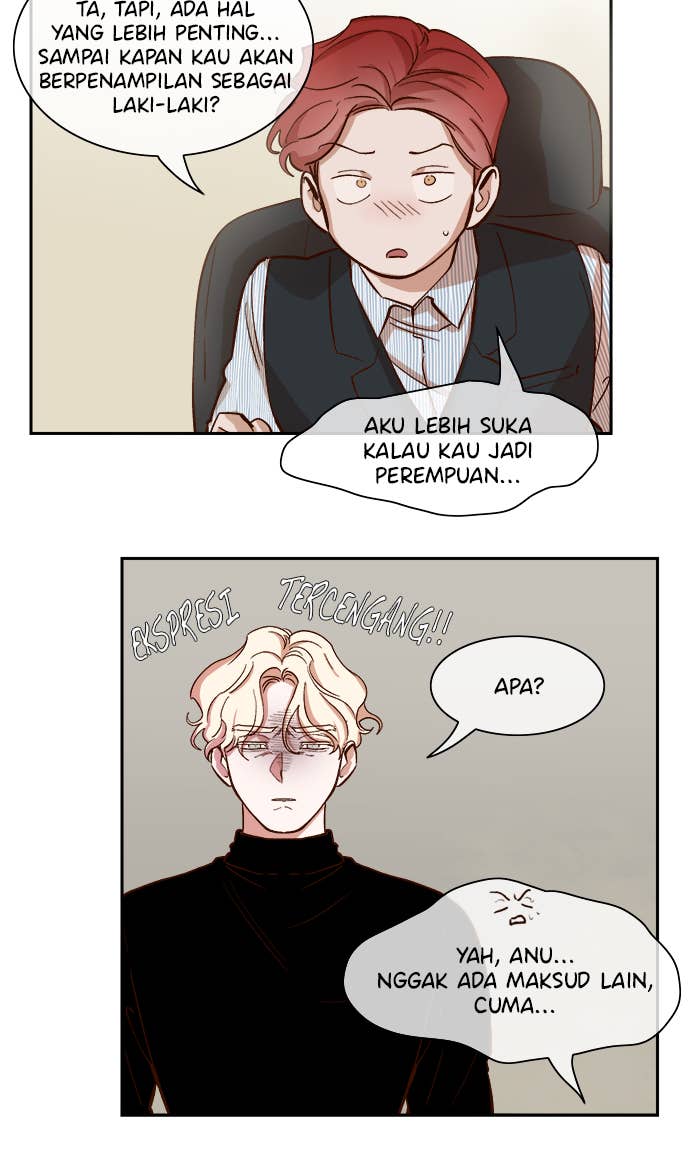 TA, TAPI, ADA HAL
YANG LEBIH PENTING...
SAMPAI KAPAN KAU AKAN
BERPENAMPILAN SEBAGAI
LAKI-LAKI?
AKU LEBIH SUKA
KALAU KAU JADI
PEREMPUAN...
EKSPRESI TERCENGANG!!
APA?
YAH, ANU...
NGGAK ADA MAKSUD LAIN,
CUMA...